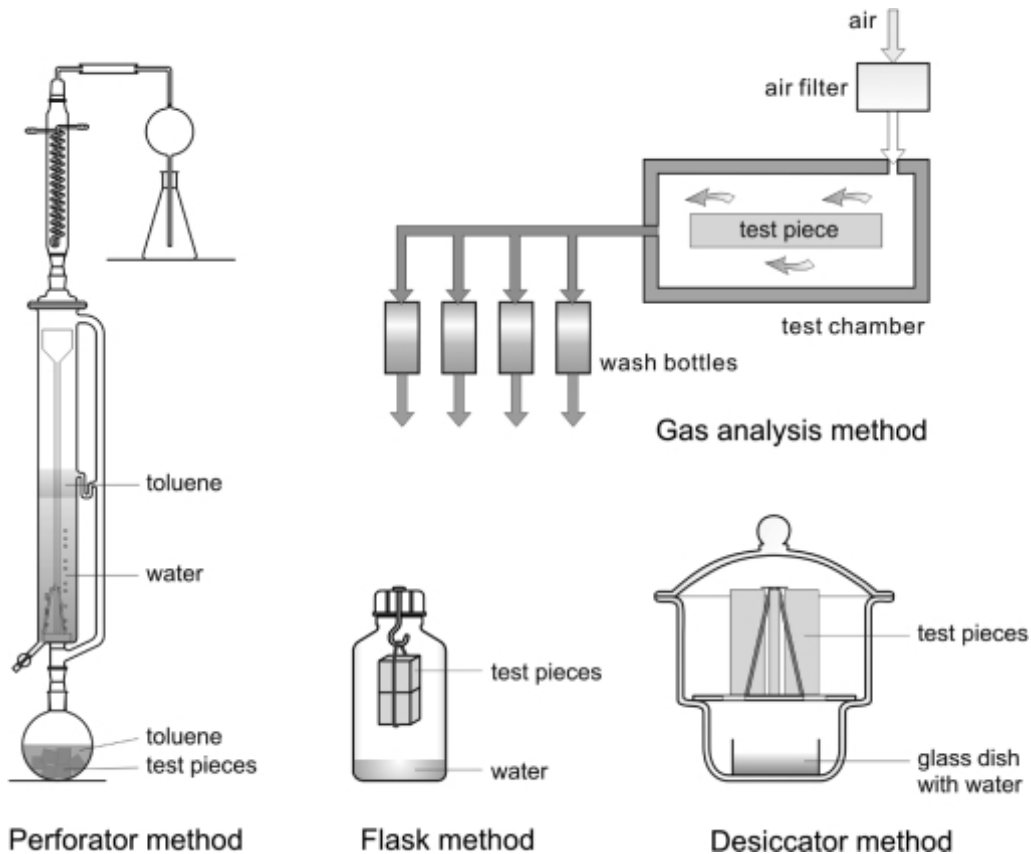 air
air filter
test piece
test chamber
wash bottles
Gas analysis method
toluene
water
toluene
test pieces
Perforator method
test pieces
water
Flask method
test pieces
glass dish
with water
Desiccator method